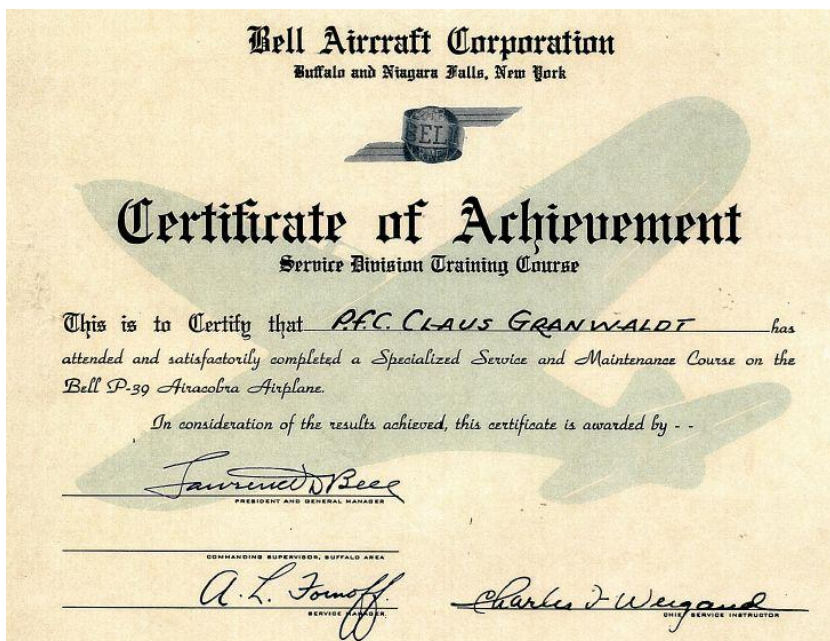 Bell Aircraft Corporation
Buffalo and Niagara Falls, New York
BELL
Certificate of Achievement
Service Division Training Course
This is to Certify that P.F.C. CLAUS GRANWALDT has
attended and satisfactorily completed a Specialized Service and Maintenance Course on the
Bell P-39 Airacobra Airplane.
In consideration of the results achieved, this certificate is awarded by - -
Lawrence D Bell
PRESIDENT AND GENERAL MANAGER
COMMANDING SUPERVISOR, BUFFALO AREA
A. L. Fornoff.
SERVICE MANAGER
Charles F Weigand
CHIEF SERVICE INSTRUCTOR